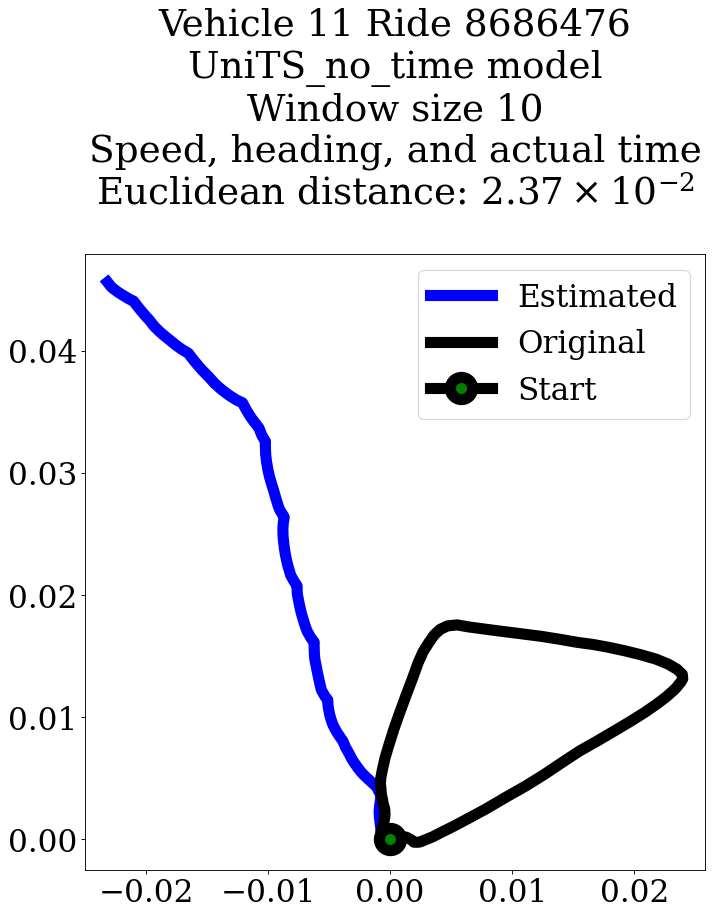 Vehicle 11 Ride 8686476
UniTS_no_time model
Window size 10
Speed, heading, and actual time
Euclidean distance: 2.37 × 10⁻²
Estimated
Original
Start
0.04
0.03
0.02
0.01
0.00
−0.02 −0.01 0.00 0.01 0.02